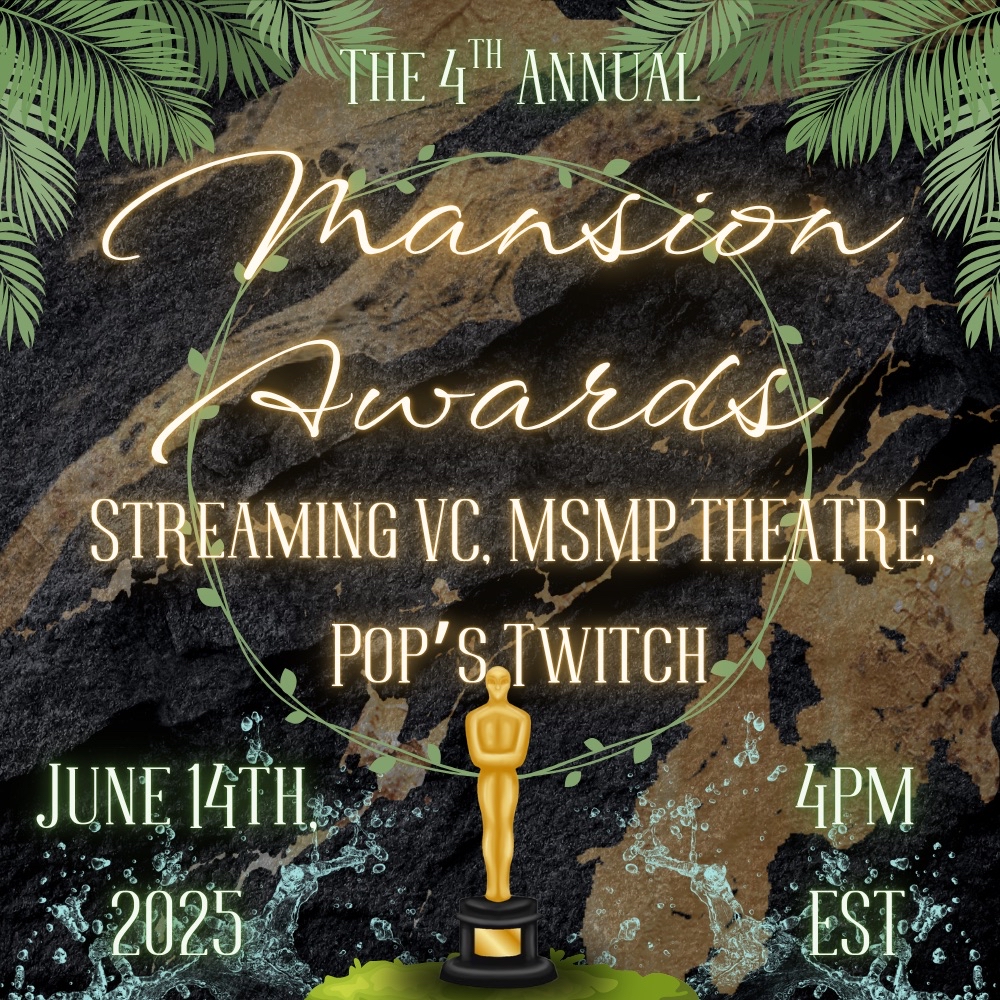 The 4th Annual
Mansion
Awards
Streaming VC, MSMP THEATRE,
Pop's Twitch
June 14th,
2025
4PM
EST